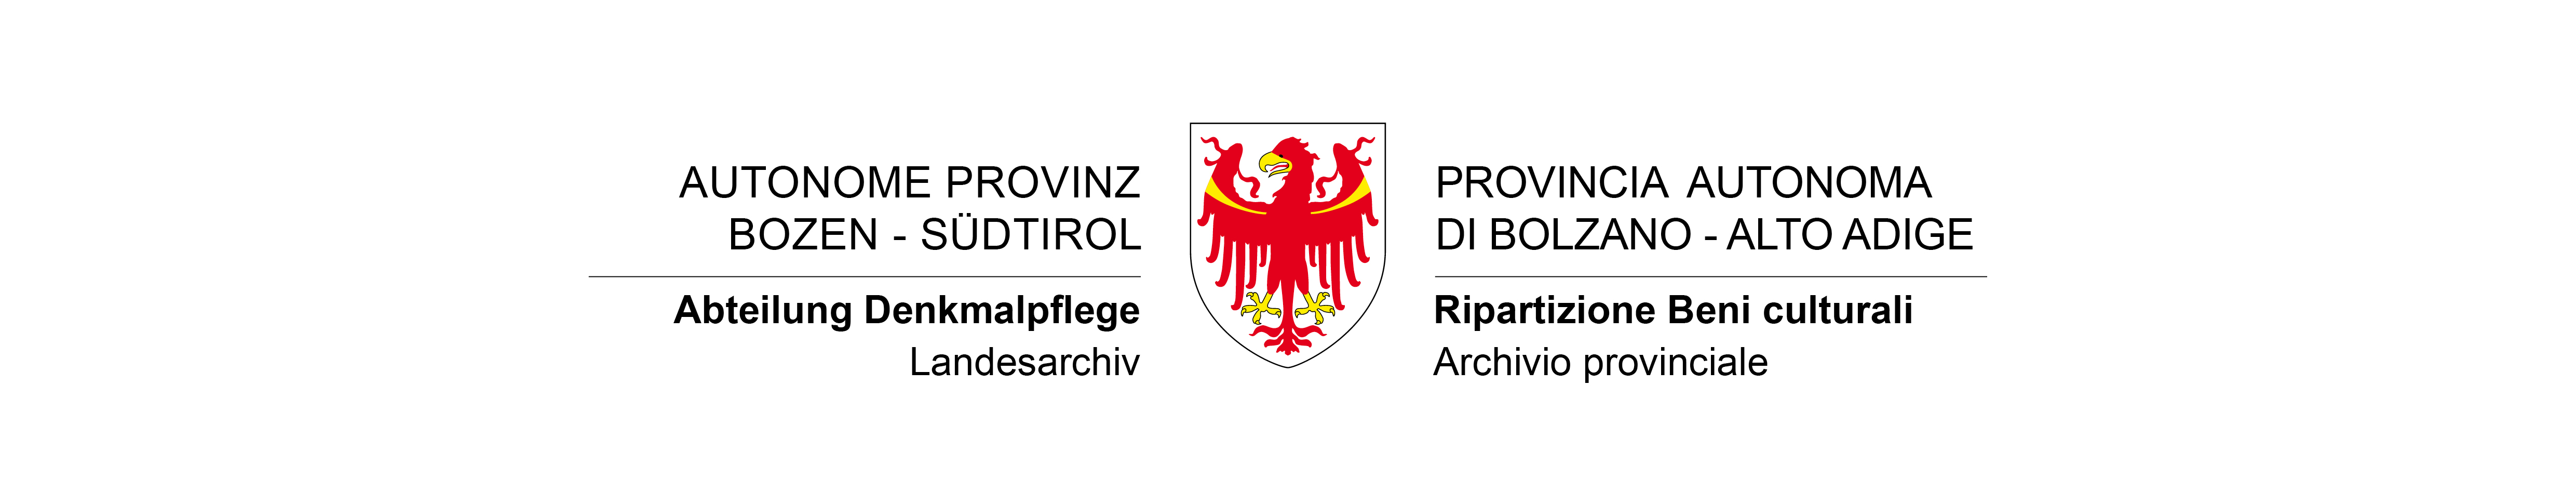 AUTONOME PROVINZ
BOZEN - SÜDTIROL
Abteilung Denkmalpflege
Landesarchiv
PROVINCIA AUTONOMA
DI BOLZANO - ALTO ADIGE
Ripartizione Beni culturali
Archivio provinciale